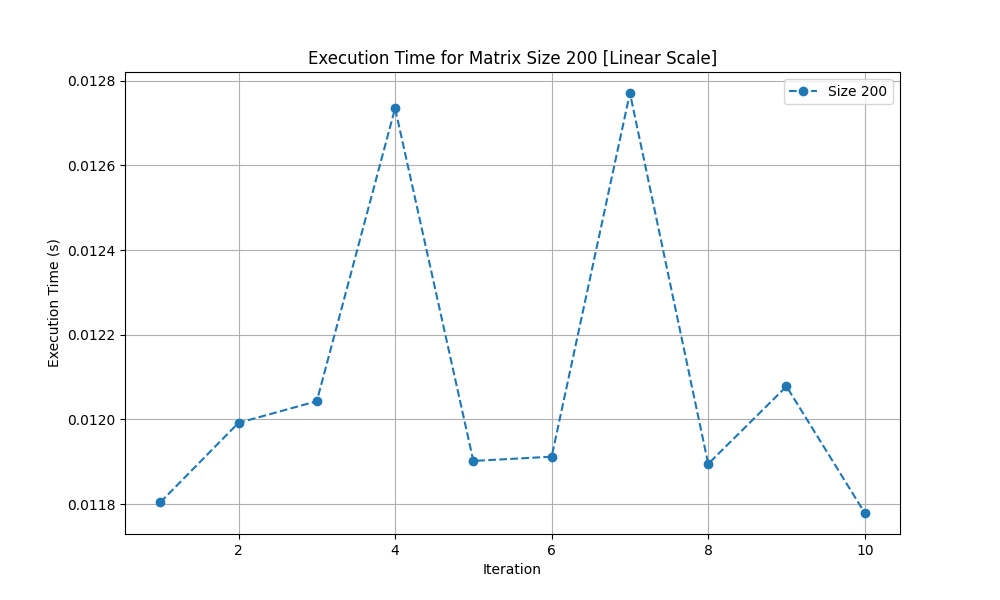 Execution Time for Matrix Size 200 [Linear Scale]
Size 200
Execution Time (s)
0.0128
0.0126
0.0124
0.0122
0.0120
0.0118
2 4 6 8 10
Iteration